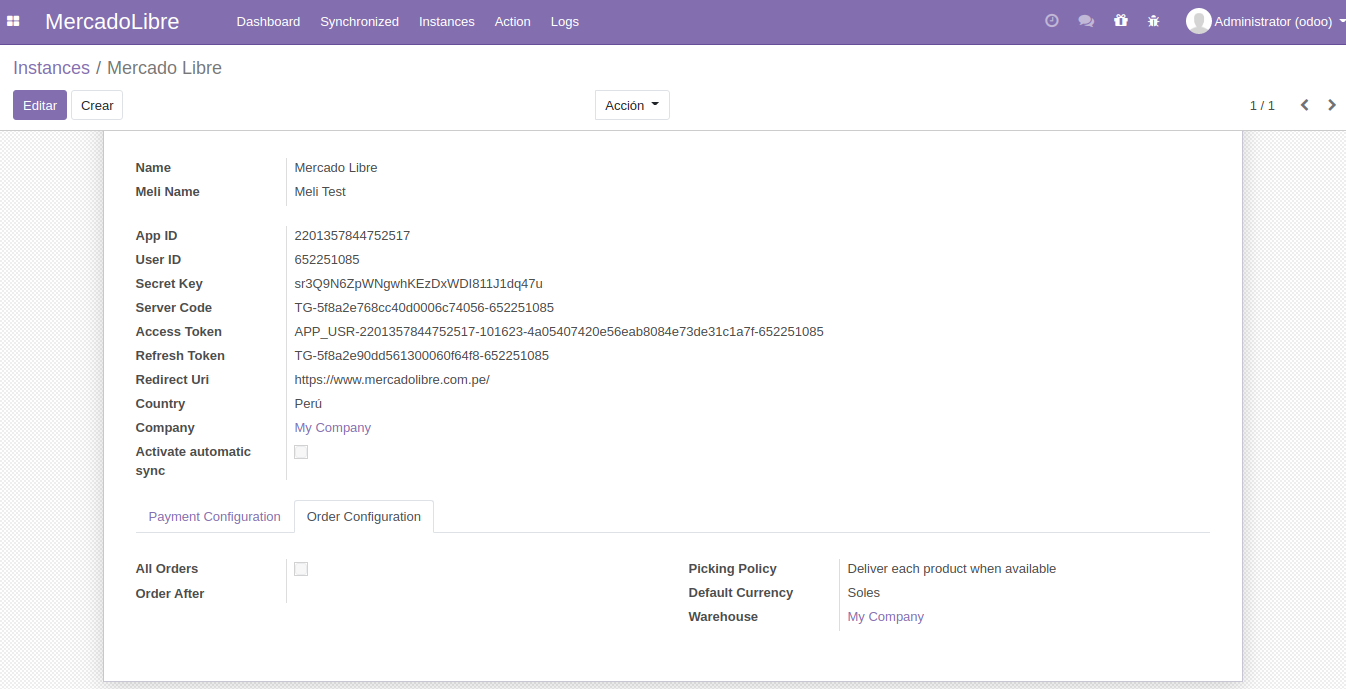 MercadoLibre Dashboard Synchronized Instances Action Logs Administrator (odoo)
Instances / Mercado Libre
Editar Crear Acción 1 / 1
Name Mercado Libre
Meli Name Meli Test
App ID 2201357844752517
User ID 652251085
Secret Key sr3Q9N6ZpWNgwhKEzDxWDI811J1dq47u
Server Code TG-5f8a2e768cc40d0006c74056-652251085
Access Token APP_USR-2201357844752517-101623-4a05407420e56eab8084e73de31c1a7f-652251085
Refresh Token TG-5f8a2e90dd561300060f64f8-652251085
Redirect Uri https://www.mercadolibre.com.pe/
Country Perú
Company My Company
Activate automatic
sync
Payment Configuration Order Configuration
All Orders Picking Policy Deliver each product when available
Order After Default Currency Soles
Warehouse My Company